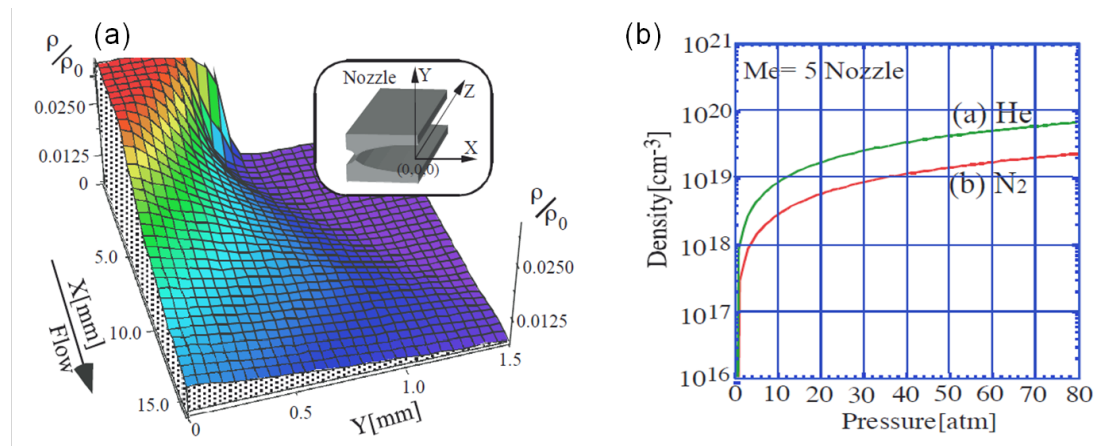 (a)
ρ/ρ0
0.0250
0.0125
0
5.0
10.0
15.0
X[mm]
Flow
0
0.5
1.0
1.5
Y[mm]
ρ/ρ0
0.0250
0.0125
Nozzle
Y
Z
X
(0,0,0)
(b)
Me= 5 Nozzle
(a) He
(b) N2
Density[cm-3]
10^21
10^20
10^19
10^18
10^17
10^16
0 10 20 30 40 50 60 70 80
Pressure[atm]